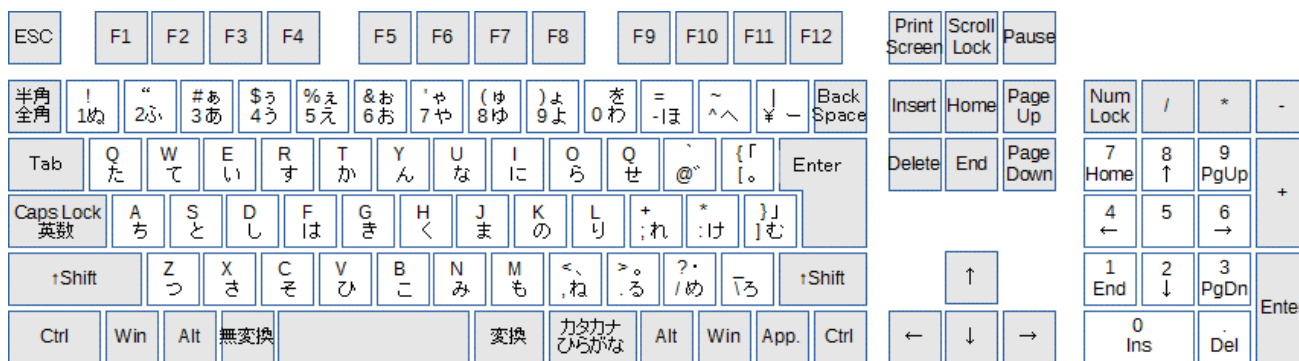 ESC F1 F2 F3 F4 F5 F6 F7 F8 F9 F10 F11 F12 Print Screen Scroll Lock Pause
半角 ! “ #ぁ $ぅ %ぇ &ぉ 'ゃ (ゅ )ょ を = ~ | Back Insert Home Page Num / * -
全角 1ぬ 2ふ 3あ 4う 5え 6お 7や 8ゆ 9よ 0わ -ほ ^へ ¥ー Space Up Lock
Tab Q W E R T Y U I O Q ` {「 Enter Delete End Page 7 8 9 +
た て い す か ん な に ら せ @゛ [。 Down Home ↑ PgUp
Caps Lock A S D F G H J K L + * }」 4 5 6
英数 ち と し は き く ま の り ;れ :け ]む ← →
↑Shift Z X C V B N M <、 >。 ?・ _ ↑Shift ↑ 1 2 3 Enter
つ さ そ ひ こ み も ,ね .る /め \ろ End ↓ PgDn
Ctrl Win Alt 無変換 変換 カタカナ Alt Win App. Ctrl ← ↓ → 0 .
ひらがな Ins Del